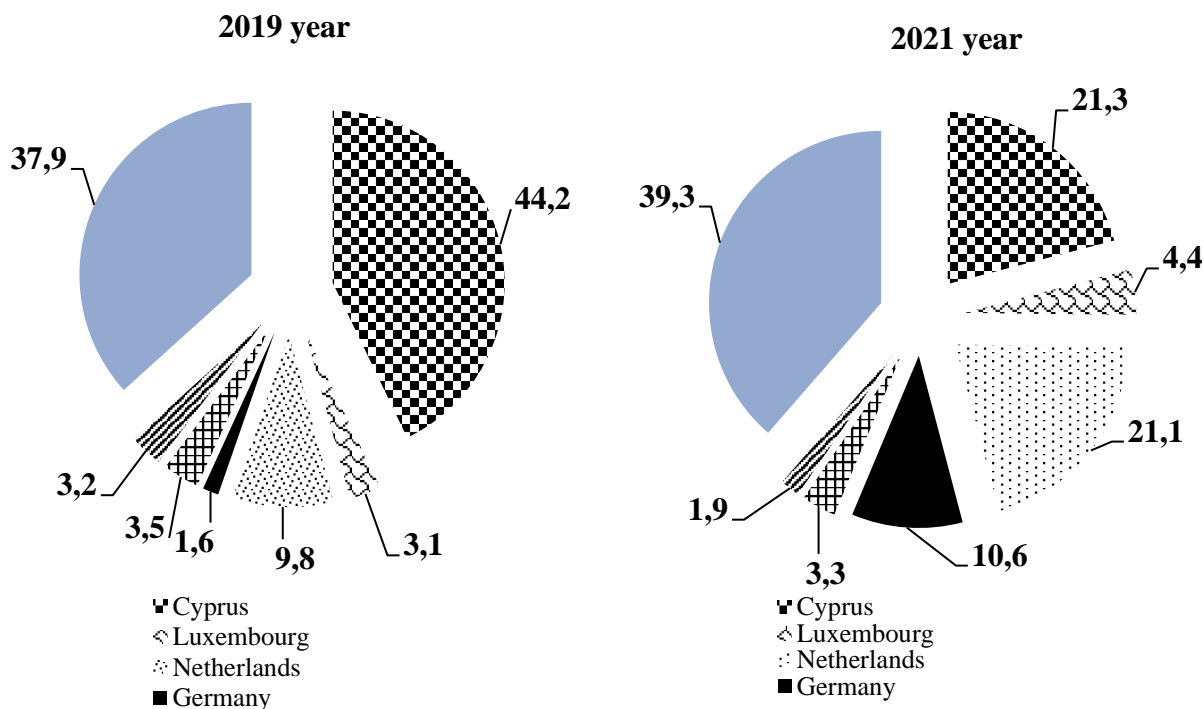 2019 year
37,9
44,2
3,2
3,5
1,6
9,8
3,1
Cyprus
Luxembourg
Netherlands
Germany
2021 year
21,3
39,3
4,4
21,1
1,9
3,3
10,6
Cyprus
Luxembourg
Netherlands
Germany